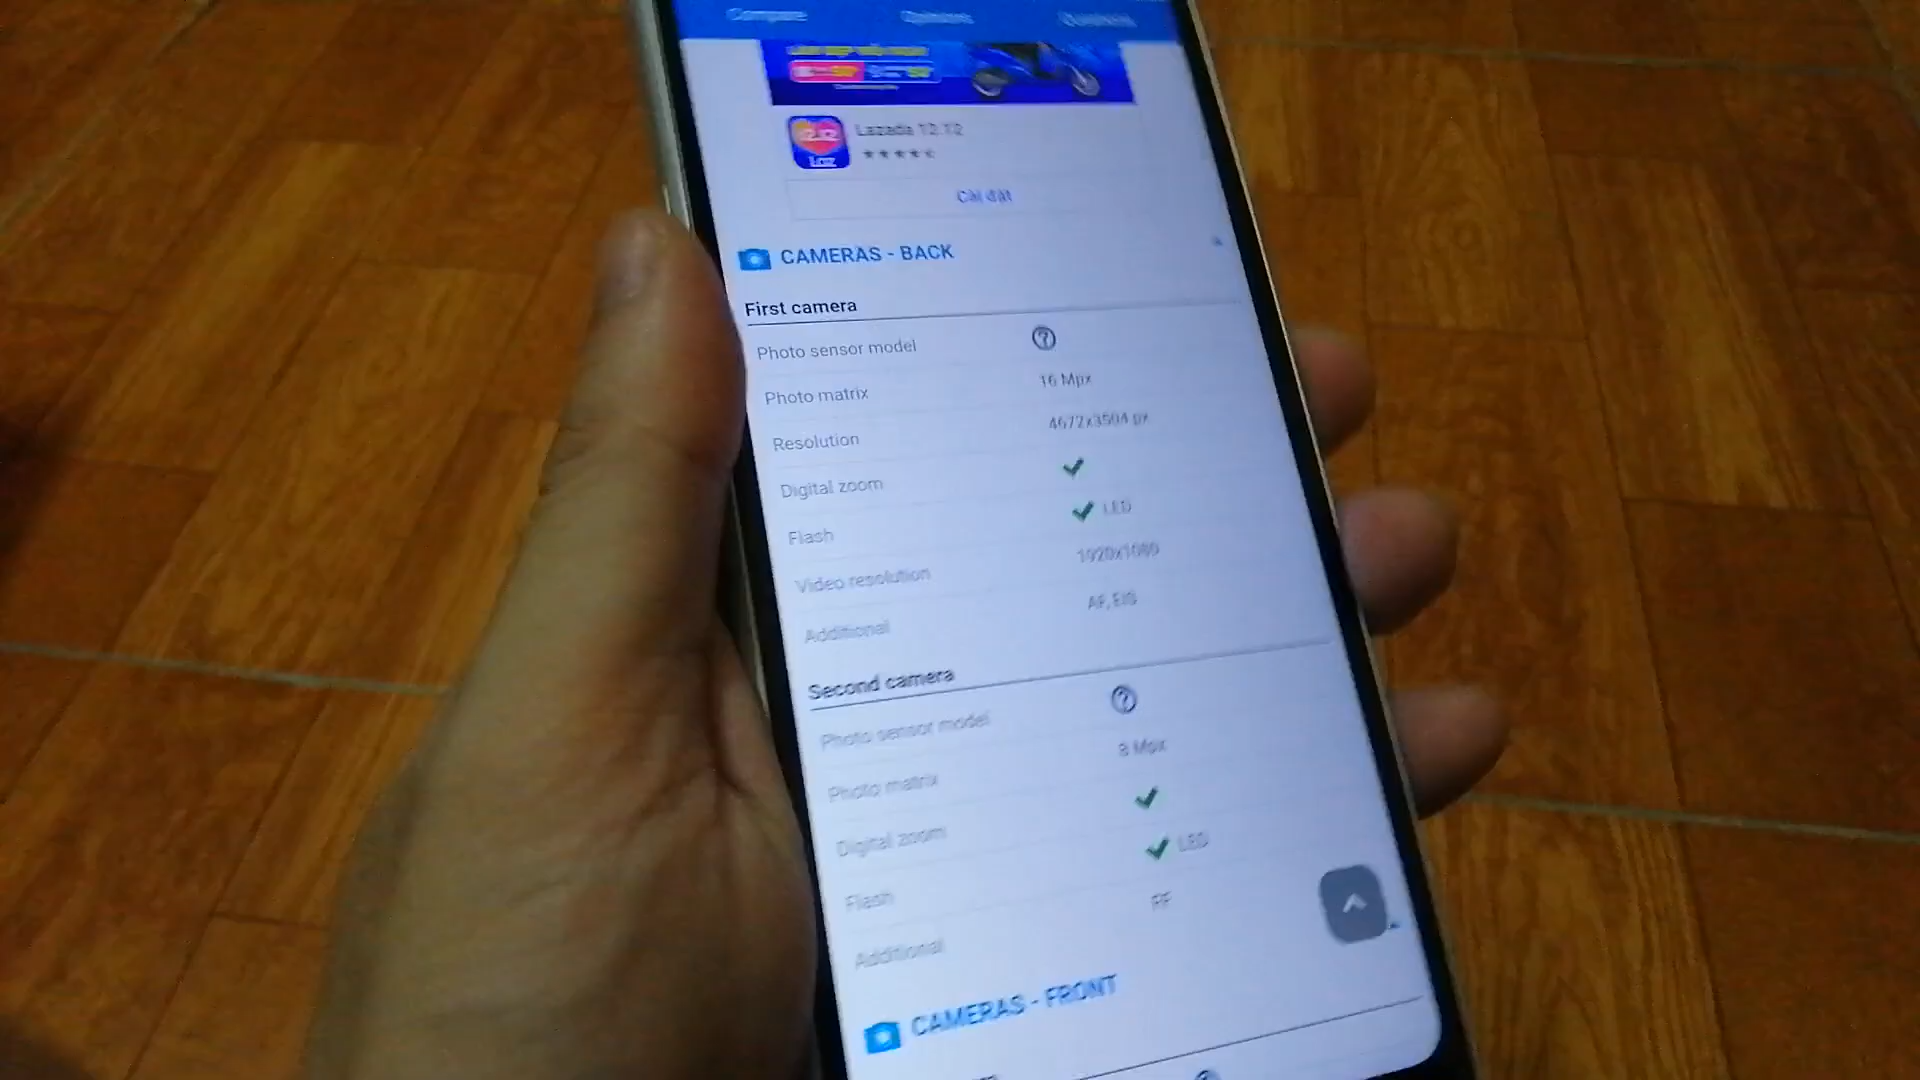 Compare Opinions Questions
Lazada 12.12
Laz
Cài đặt
CAMERAS - BACK
First camera
Photo sensor model
Photo matrix 16 Mpx
Resolution 4672x3504 px
Digital zoom
Flash LED
Video resolution 1920x1080
Additional AF, EIS
Second camera
Photo sensor model
Photo matrix 8 Mpx
Digital zoom
Flash LED
Additional FF
CAMERAS - FRONT